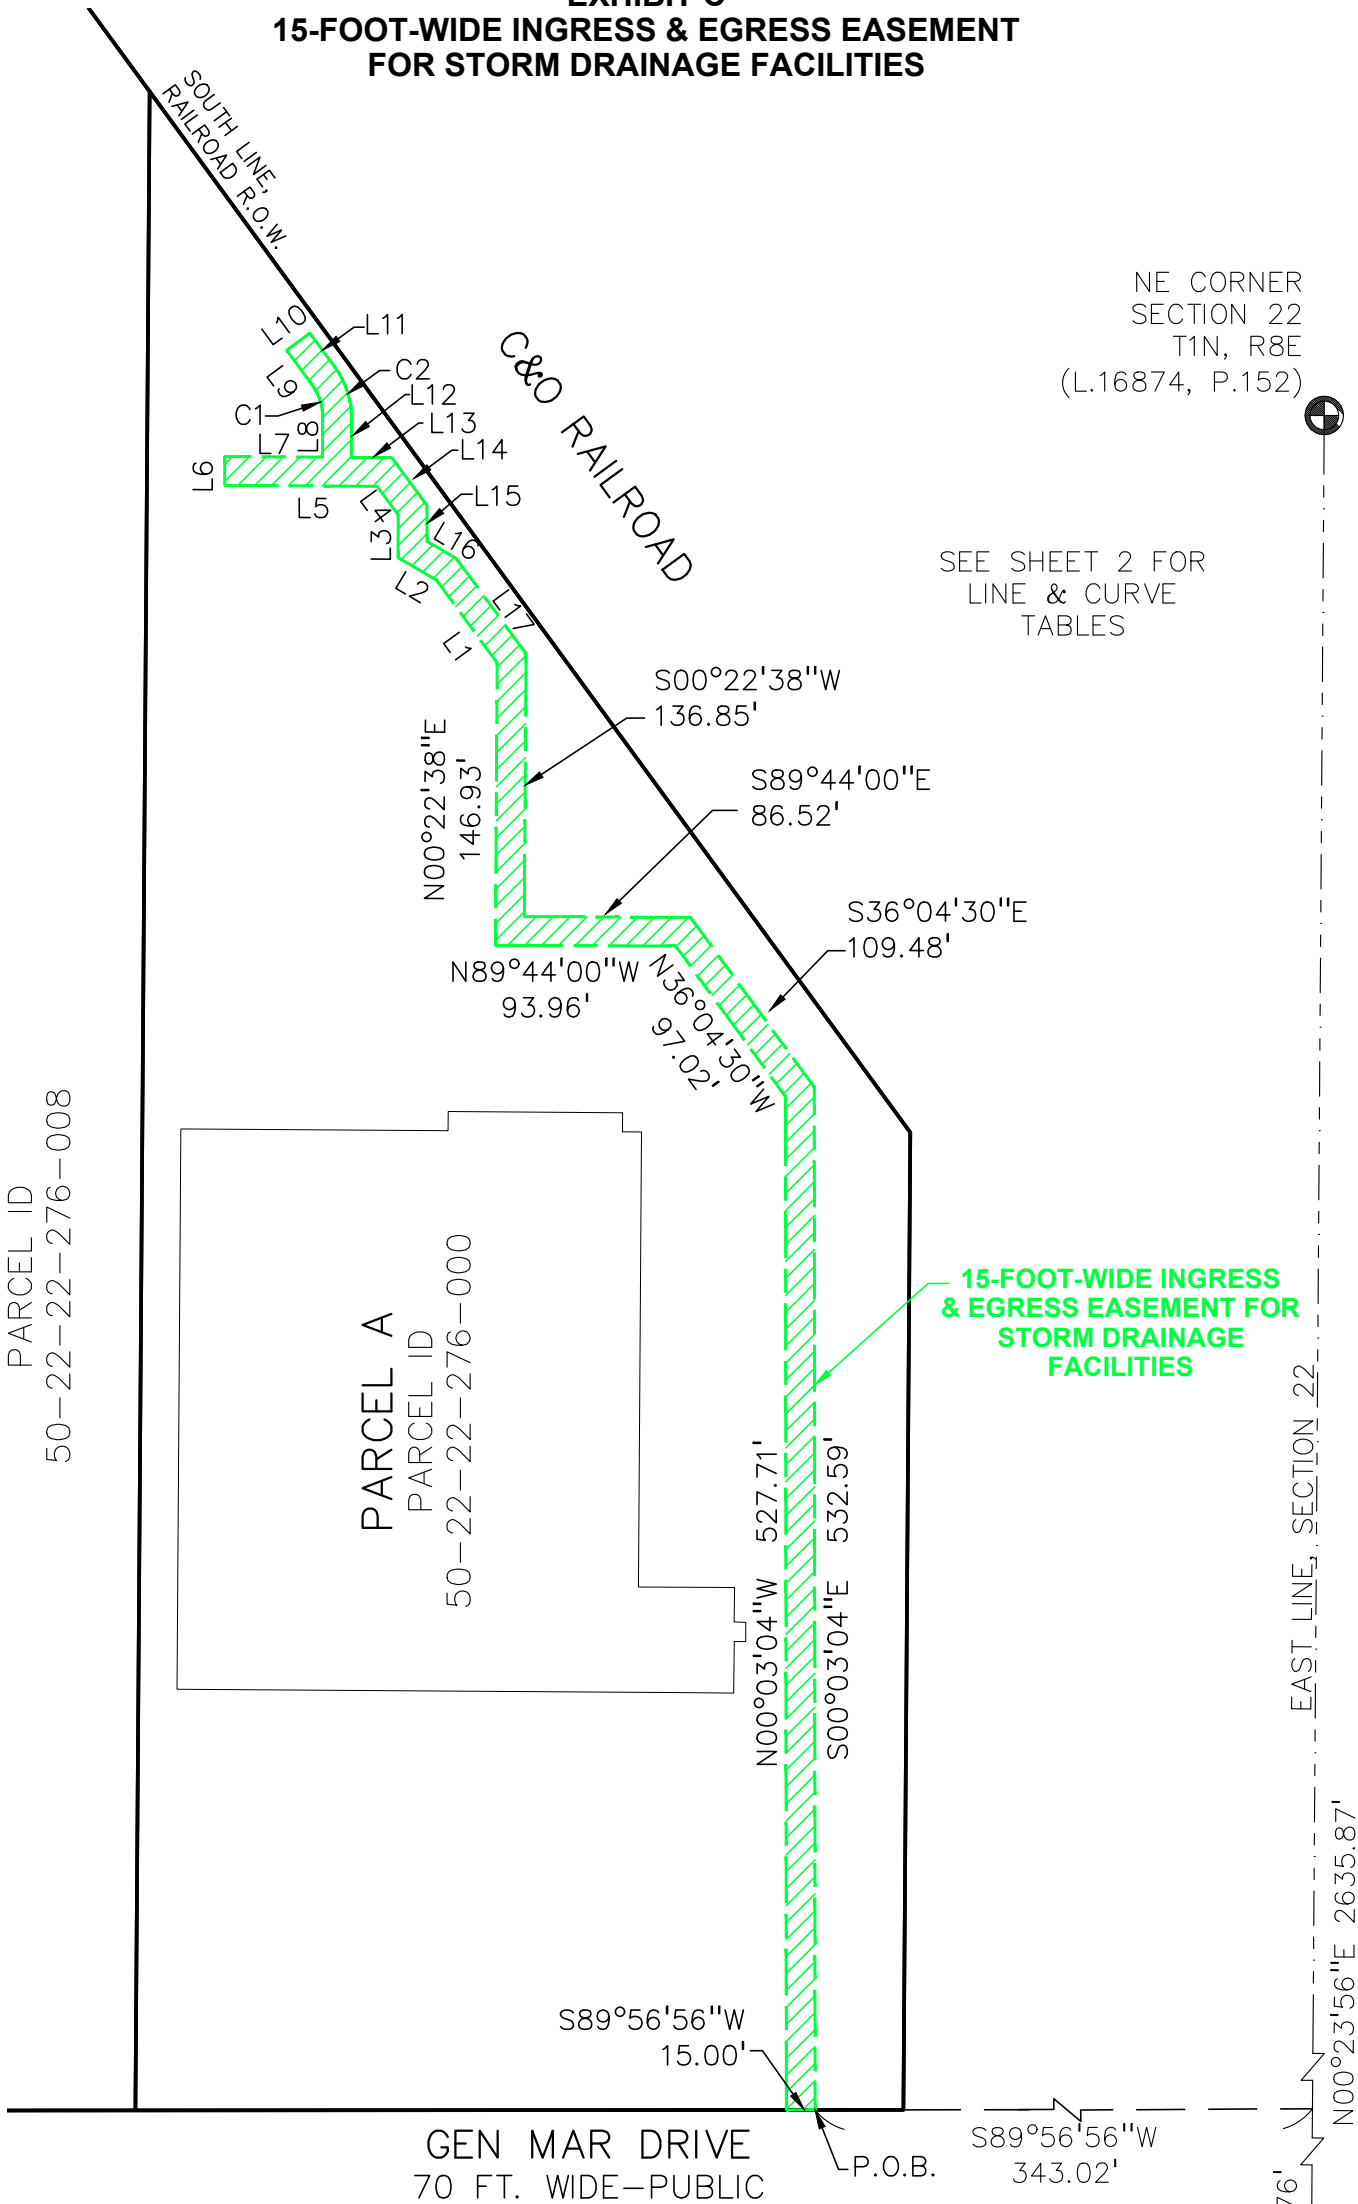 15-FOOT-WIDE INGRESS & EGRESS EASEMENT
FOR STORM DRAINAGE FACILITIES
SOUTH LINE,
RAILROAD R.O.W.
NE CORNER
SECTION 22
T1N, R8E
(L.16874, P.152)
C&O RAILROAD
L10
L11
L9
C2
C1
L12
L8
L7
L13
L6
L14
L5
L4
L15
L3
L16
L2
L17
L1
SEE SHEET 2 FOR
LINE & CURVE
TABLES
S00°22'38"W
136.85'
N00°22'38"E
146.93'
S89°44'00"E
86.52'
S36°04'30"E
109.48'
N89°44'00"W
93.96'
N36°04'30"W
97.02'
PARCEL ID
50-22-22-276-008
PARCEL A
PARCEL ID
50-22-22-276-000
15-FOOT-WIDE INGRESS
& EGRESS EASEMENT FOR
STORM DRAINAGE
FACILITIES
N00°03'04"W 527.71'
S00°03'04"E 532.59'
EAST LINE, SECTION 22
N00°23'56"E 2635.87'
S89°56'56"W
15.00'
P.O.B.
S89°56'56"W
343.02'
GEN MAR DRIVE
70 FT. WIDE-PUBLIC